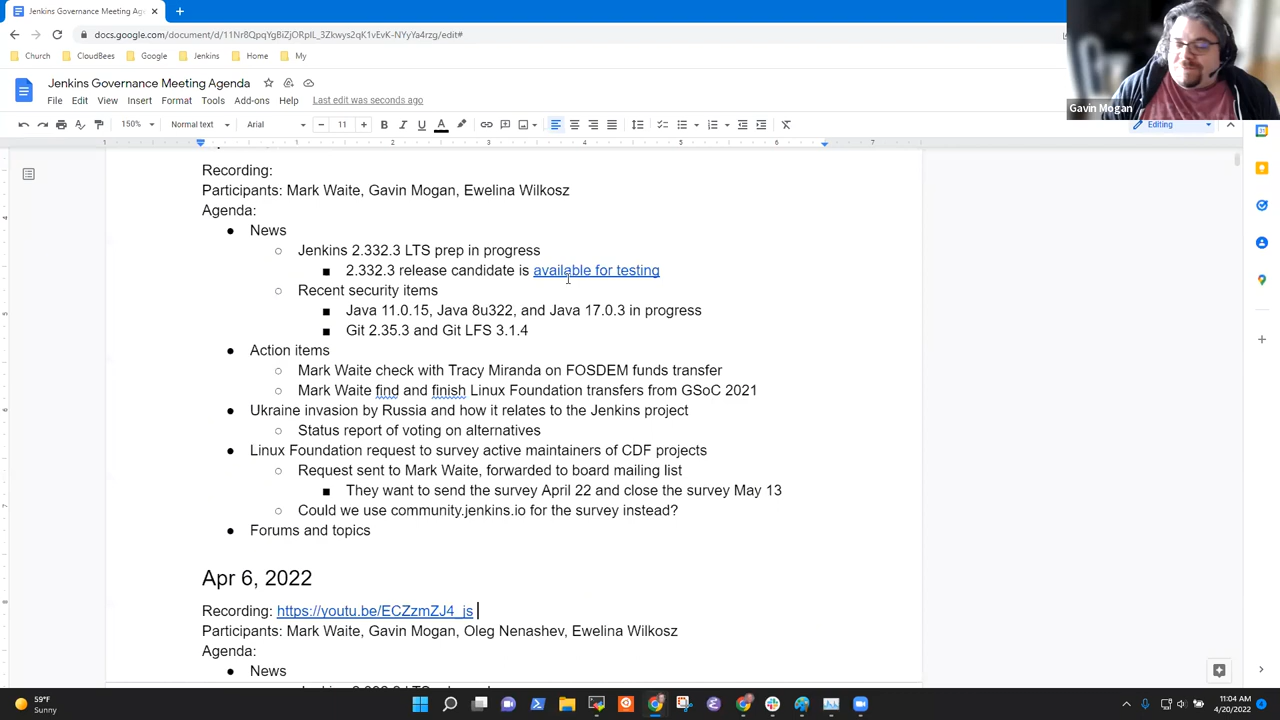 Jenkins Governance Meeting Ag
docs.google.com/document/d/11Nr8QpqYgBiZjORpIL_3Zkwys2qK1vEvK-NYyYa4rzg/edit#
Church CloudBees Google Jenkins Home My
Jenkins Governance Meeting Agenda
File Edit View Insert Format Tools Add-ons Help Last edit was seconds ago
Gavin Mogan
150% Normal text Arial 11 Editing
1 1 2 3 4 5 6 7
Recording:
Participants: Mark Waite, Gavin Mogan, Ewelina Wilkosz
Agenda:
News
Jenkins 2.332.3 LTS prep in progress
2.332.3 release candidate is available for testing
Recent security items
Java 11.0.15, Java 8u322, and Java 17.0.3 in progress
Git 2.35.3 and Git LFS 3.1.4
Action items
Mark Waite check with Tracy Miranda on FOSDEM funds transfer
Mark Waite find and finish Linux Foundation transfers from GSoC 2021
Ukraine invasion by Russia and how it relates to the Jenkins project
Status report of voting on alternatives
Linux Foundation request to survey active maintainers of CDF projects
Request sent to Mark Waite, forwarded to board mailing list
They want to send the survey April 22 and close the survey May 13
Could we use community.jenkins.io for the survey instead?
Forums and topics
Apr 6, 2022
Recording: https://youtu.be/ECZzmZJ4_js
Participants: Mark Waite, Gavin Mogan, Oleg Nenashev, Ewelina Wilkosz
Agenda:
News
59°F
Sunny
11:04 AM
4/20/2022